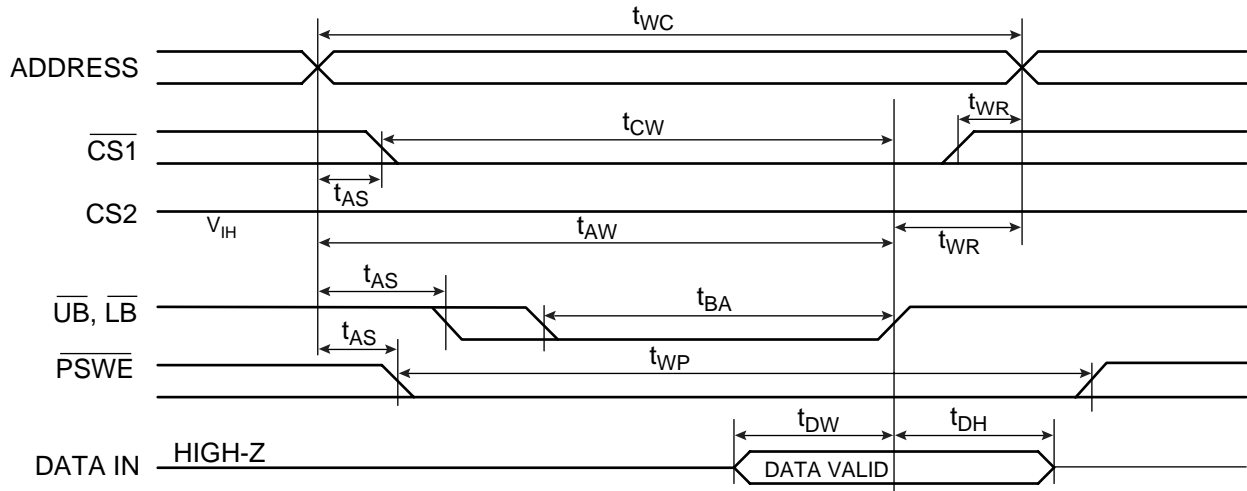 tWC
ADDRESS
tWR
tCW
CS1
tAS
CS2
VIH
tAW
tWR
tAS
tBA
UB, LB
tAS
tWP
PSWE
tDW
tDH
DATA IN
HIGH-Z
DATA VALID